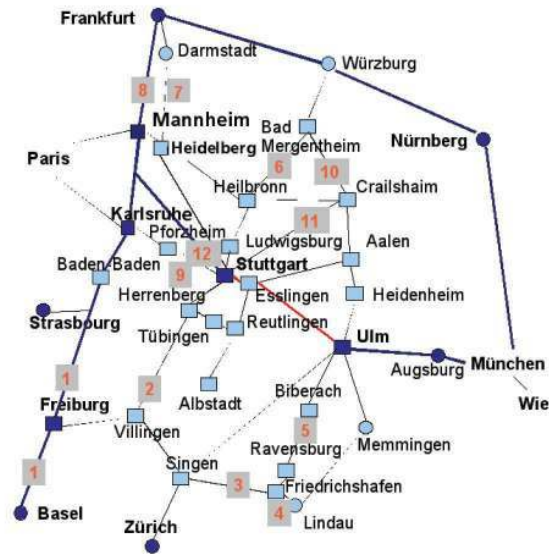 Frankfurt
Darmstadt
Würzburg
8
7
Mannheim
Bad
Mergentheim
Nürnberg
Paris
Heidelberg
6
10
Heilbronn
Crailshaim
Karlsruhe
11
Pforzheim
12
Ludwigsburg
Aalen
Baden-Baden
9
Stuttgart
Esslingen
Herrenberg
Heidenheim
Strasbourg
Tübingen
Reutlingen
Ulm
Augsburg
München
1
2
Albstadt
Biberach
Wie
Freiburg
Villingen
5
Memmingen
Ravensburg
1
Singen
3
Friedrichshafen
4
Lindau
Basel
Zürich